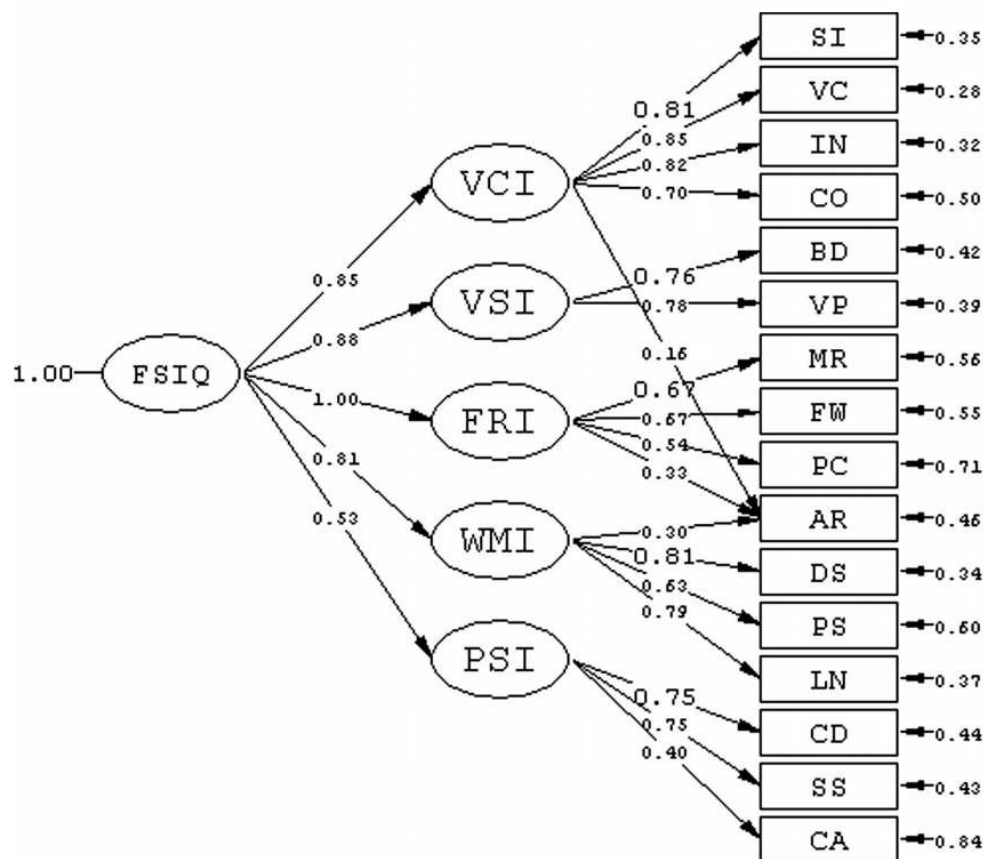 SI
0.35
VC
0.28
0.81
0.85
IN
0.32
0.82
VCI
0.70
CO
0.50
BD
0.42
0.76
0.85
VSI
0.78
VP
0.39
0.88
0.16
MR
0.56
1.00
FSIQ
0.67
1.00
FRI
0.67
FW
0.55
0.54
0.81
0.33
PC
0.71
0.53
AR
0.46
WMI
0.30
0.81
DS
0.34
0.63
0.79
PS
0.60
PSI
LN
0.37
0.75
0.75
CD
0.44
0.40
SS
0.43
CA
0.84